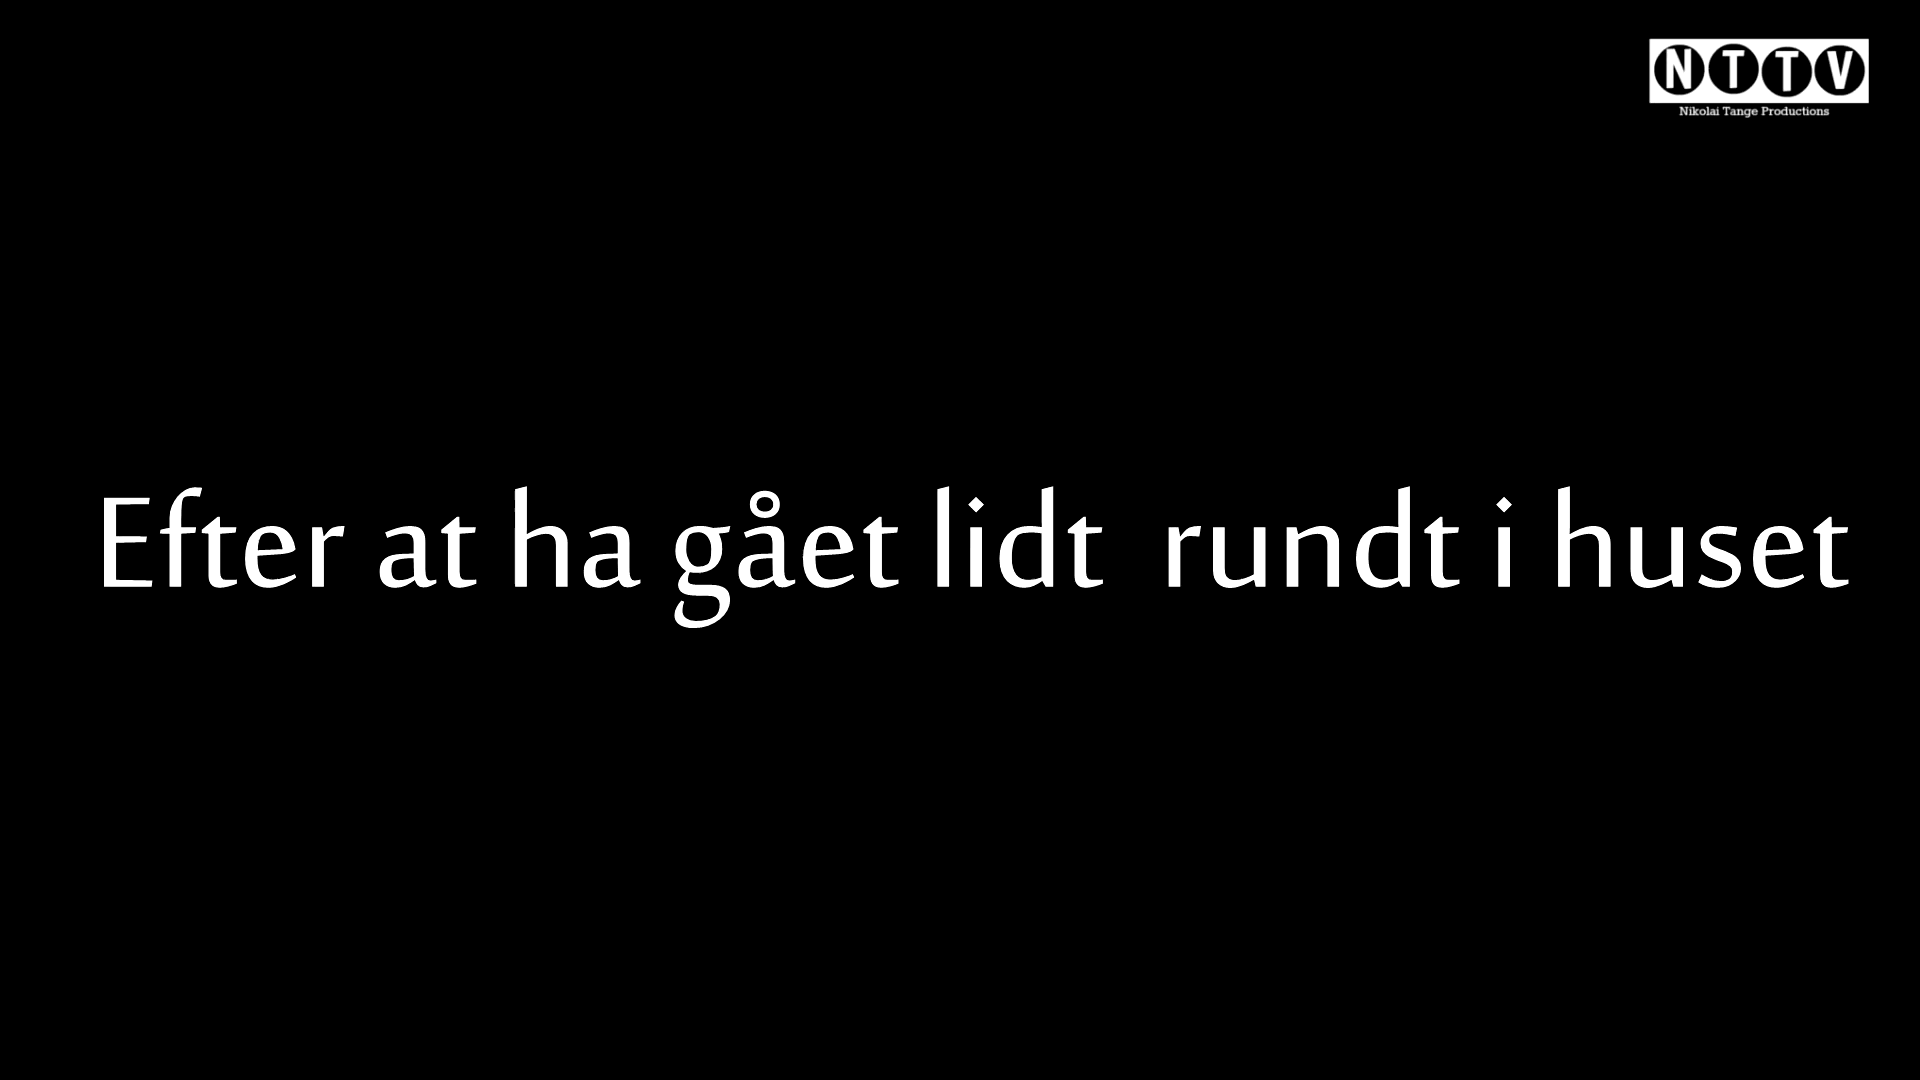 NTTV
Nikolai Tange Productions
Efter at ha gået lidt  rundt i huset